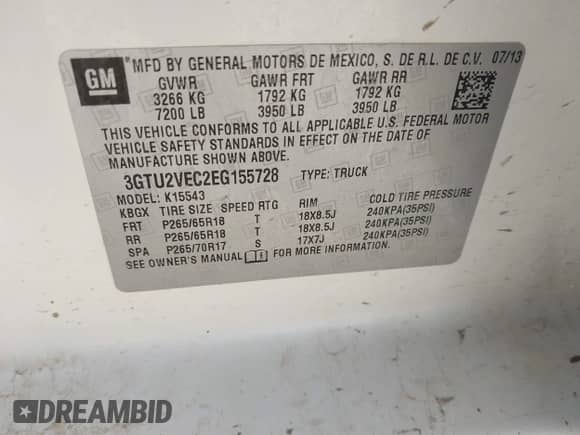 GM
*MFD BY GENERAL MOTORS DE MEXICO, S. DE R.L. DE C.V. 07/13
GVWR GAWR FRT GAWR RR
3266 KG 1792 KG 1792 KG
7200 LB 3950 LB 3950 LB
THIS VEHICLE CONFORMS TO ALL APPLICABLE U.S. FEDERAL MOTOR
VEHICLE SAFETY STANDARDS IN EFFECT ON THE DATE OF
MANUFACTURE SHOWN ABOVE.
3GTU2VEC2EG155728 TYPE: TRUCK
MODEL: K15543
KBGX TIRE SIZE SPEED RTG RIM COLD TIRE PRESSURE
FRT P265/65R18 T 18X8.5J 240KPA(35PSI)
RR P265/65R18 T 18X8.5J 240KPA(35PSI)
SPA P265/70R17 S 17X7J 240KPA(35PSI)
SEE OWNER'S MANUAL FOR MORE INFORMATION
DREAMBID